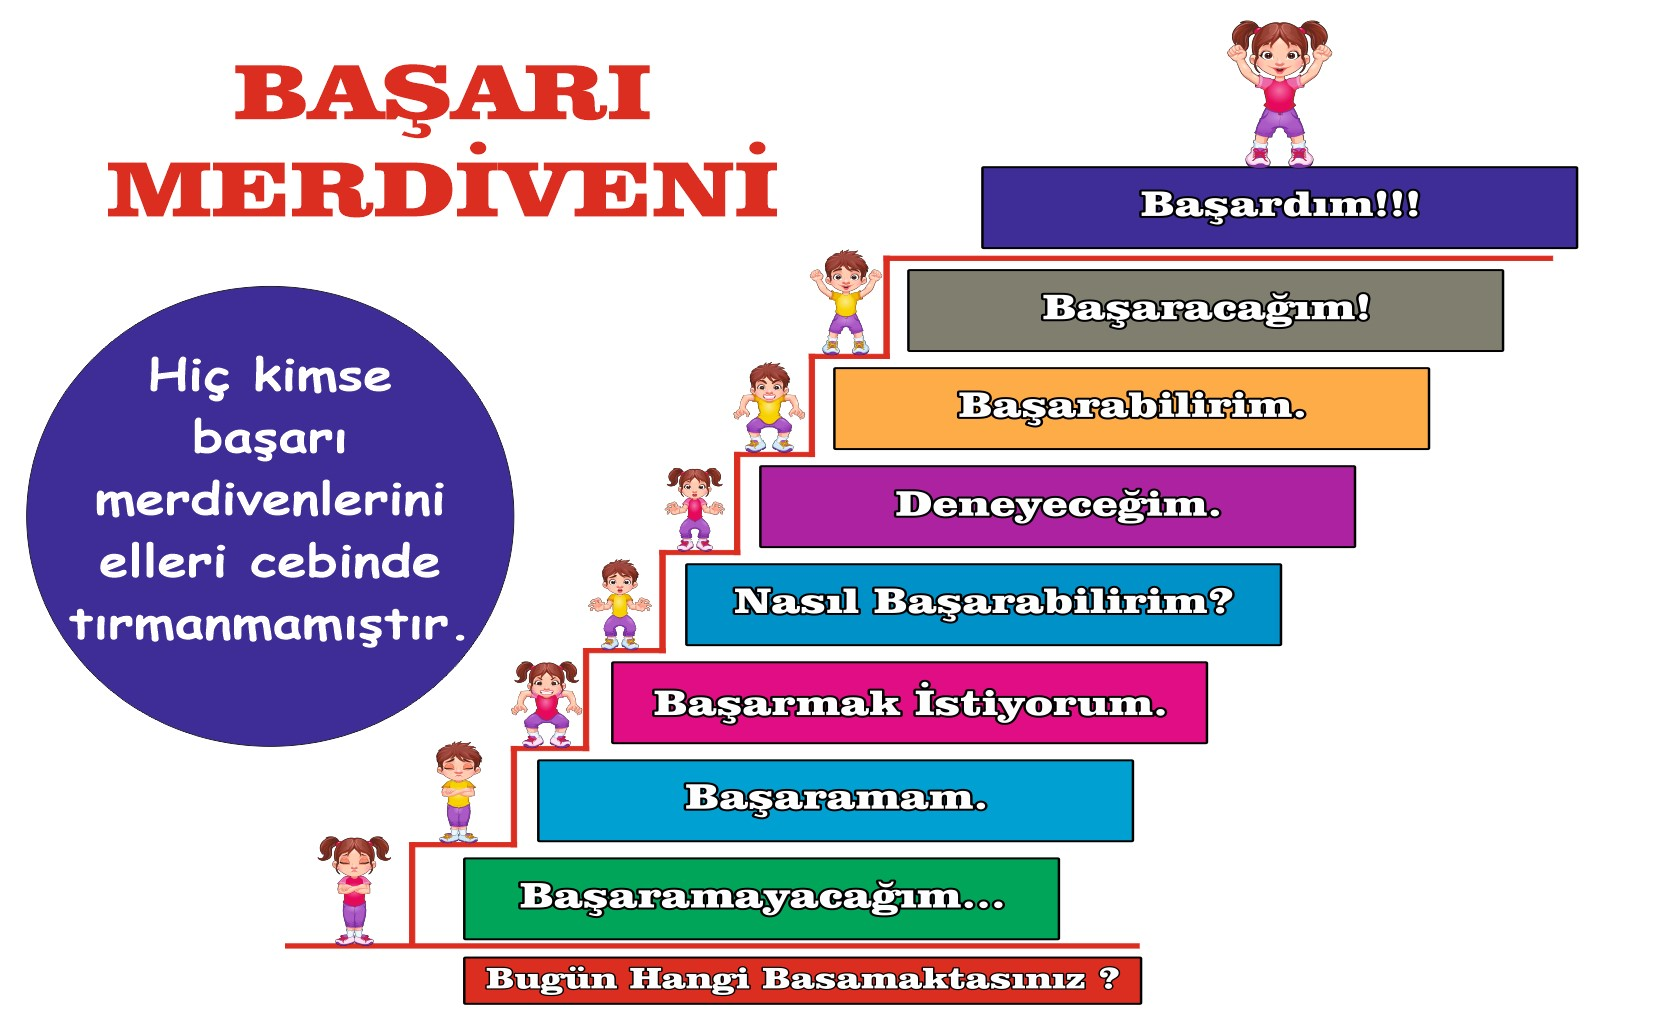 BAŞARI
MERDİVENİ
Hiç kimse
başarı
merdivenlerini
elleri cebinde
tırmanmamıştır.
Başardım!!!
Başaracağım!
Başarabilirim.
Deneyeceğim.
Nasıl Başarabilirim?
Başarmak İstiyorum.
Başaramam.
Başaramayacağım...
Bugün Hangi Basamaktasınız ?